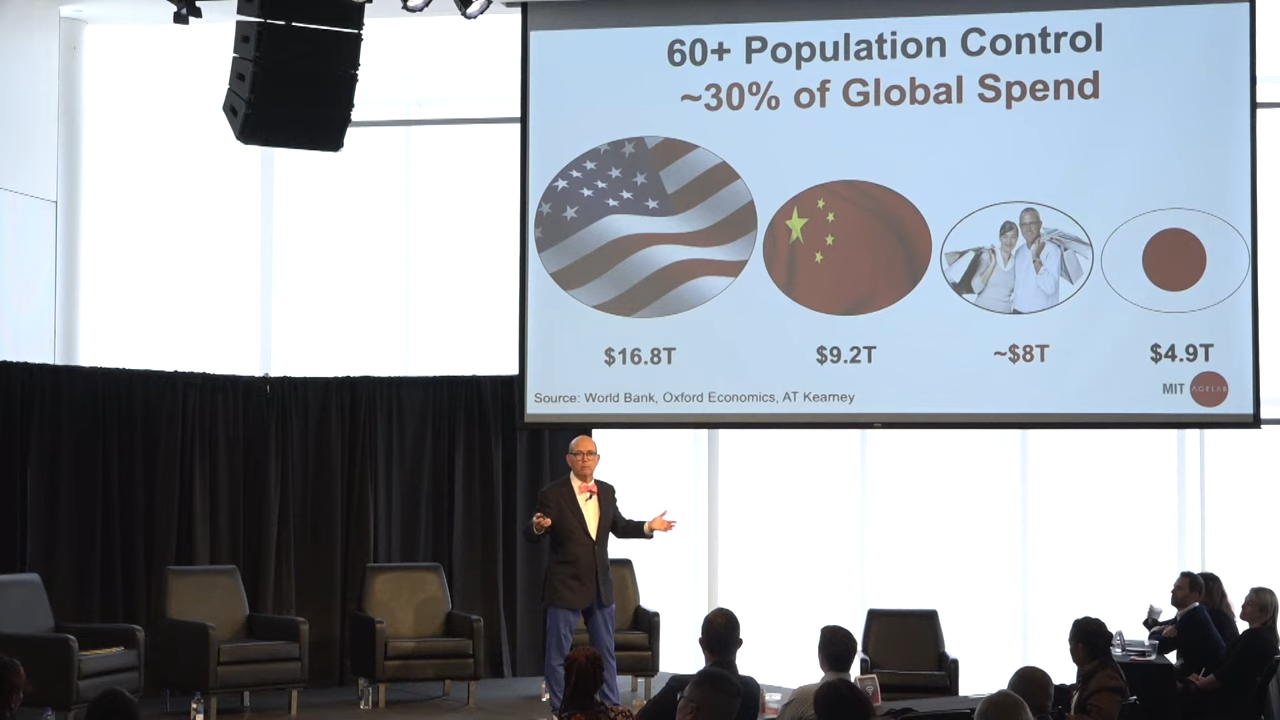 60+ Population Control
~30% of Global Spend
$16.8T
$9.2T
~$8T
$4.9T
MIT AGELAB
Source: World Bank, Oxford Economics, AT Kearney